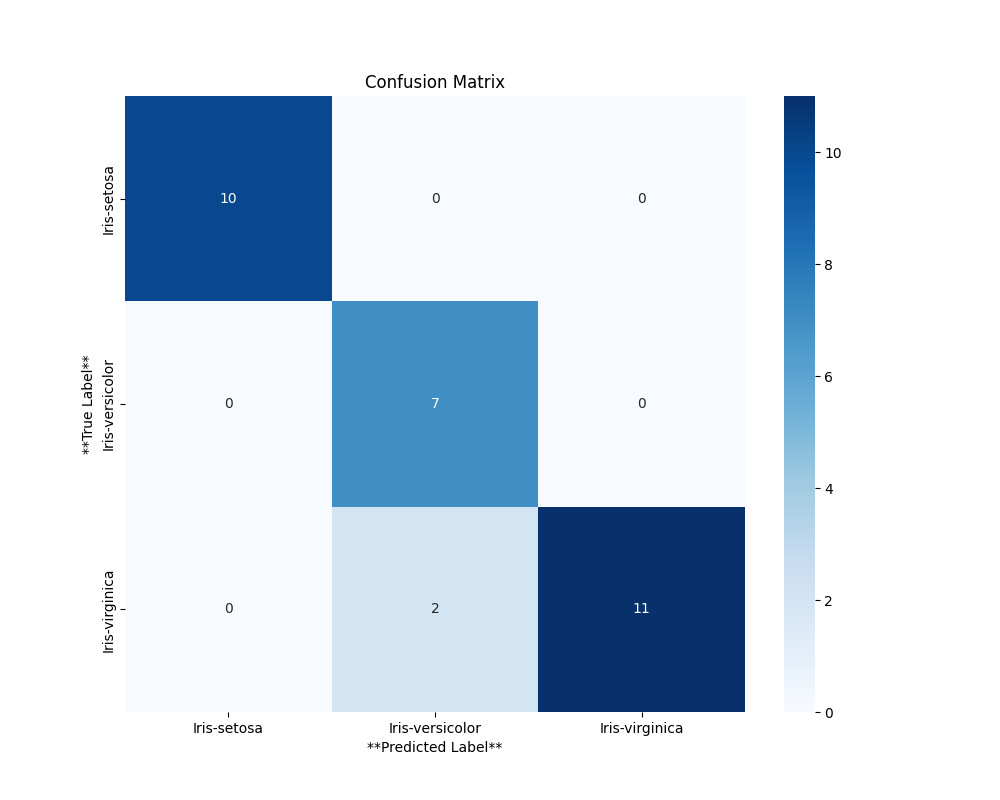 Confusion Matrix
Iris-setosa
10 0 0
**True Label**
Iris-versicolor
0 7 0
Iris-virginica
0 2 11
Iris-setosa Iris-versicolor Iris-virginica
**Predicted Label**
10
8
6
4
2
0